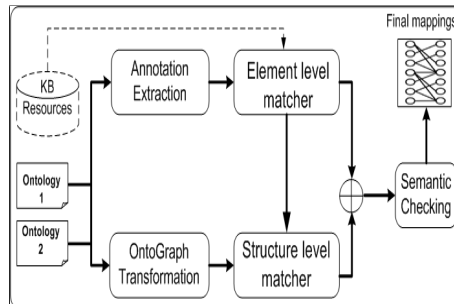 Final mappings
KB
Resources
Annotation
Extraction
Element level
matcher
Ontology
1
Ontology
2
OntoGraph
Transformation
Structure level
matcher
Semantic
Checking